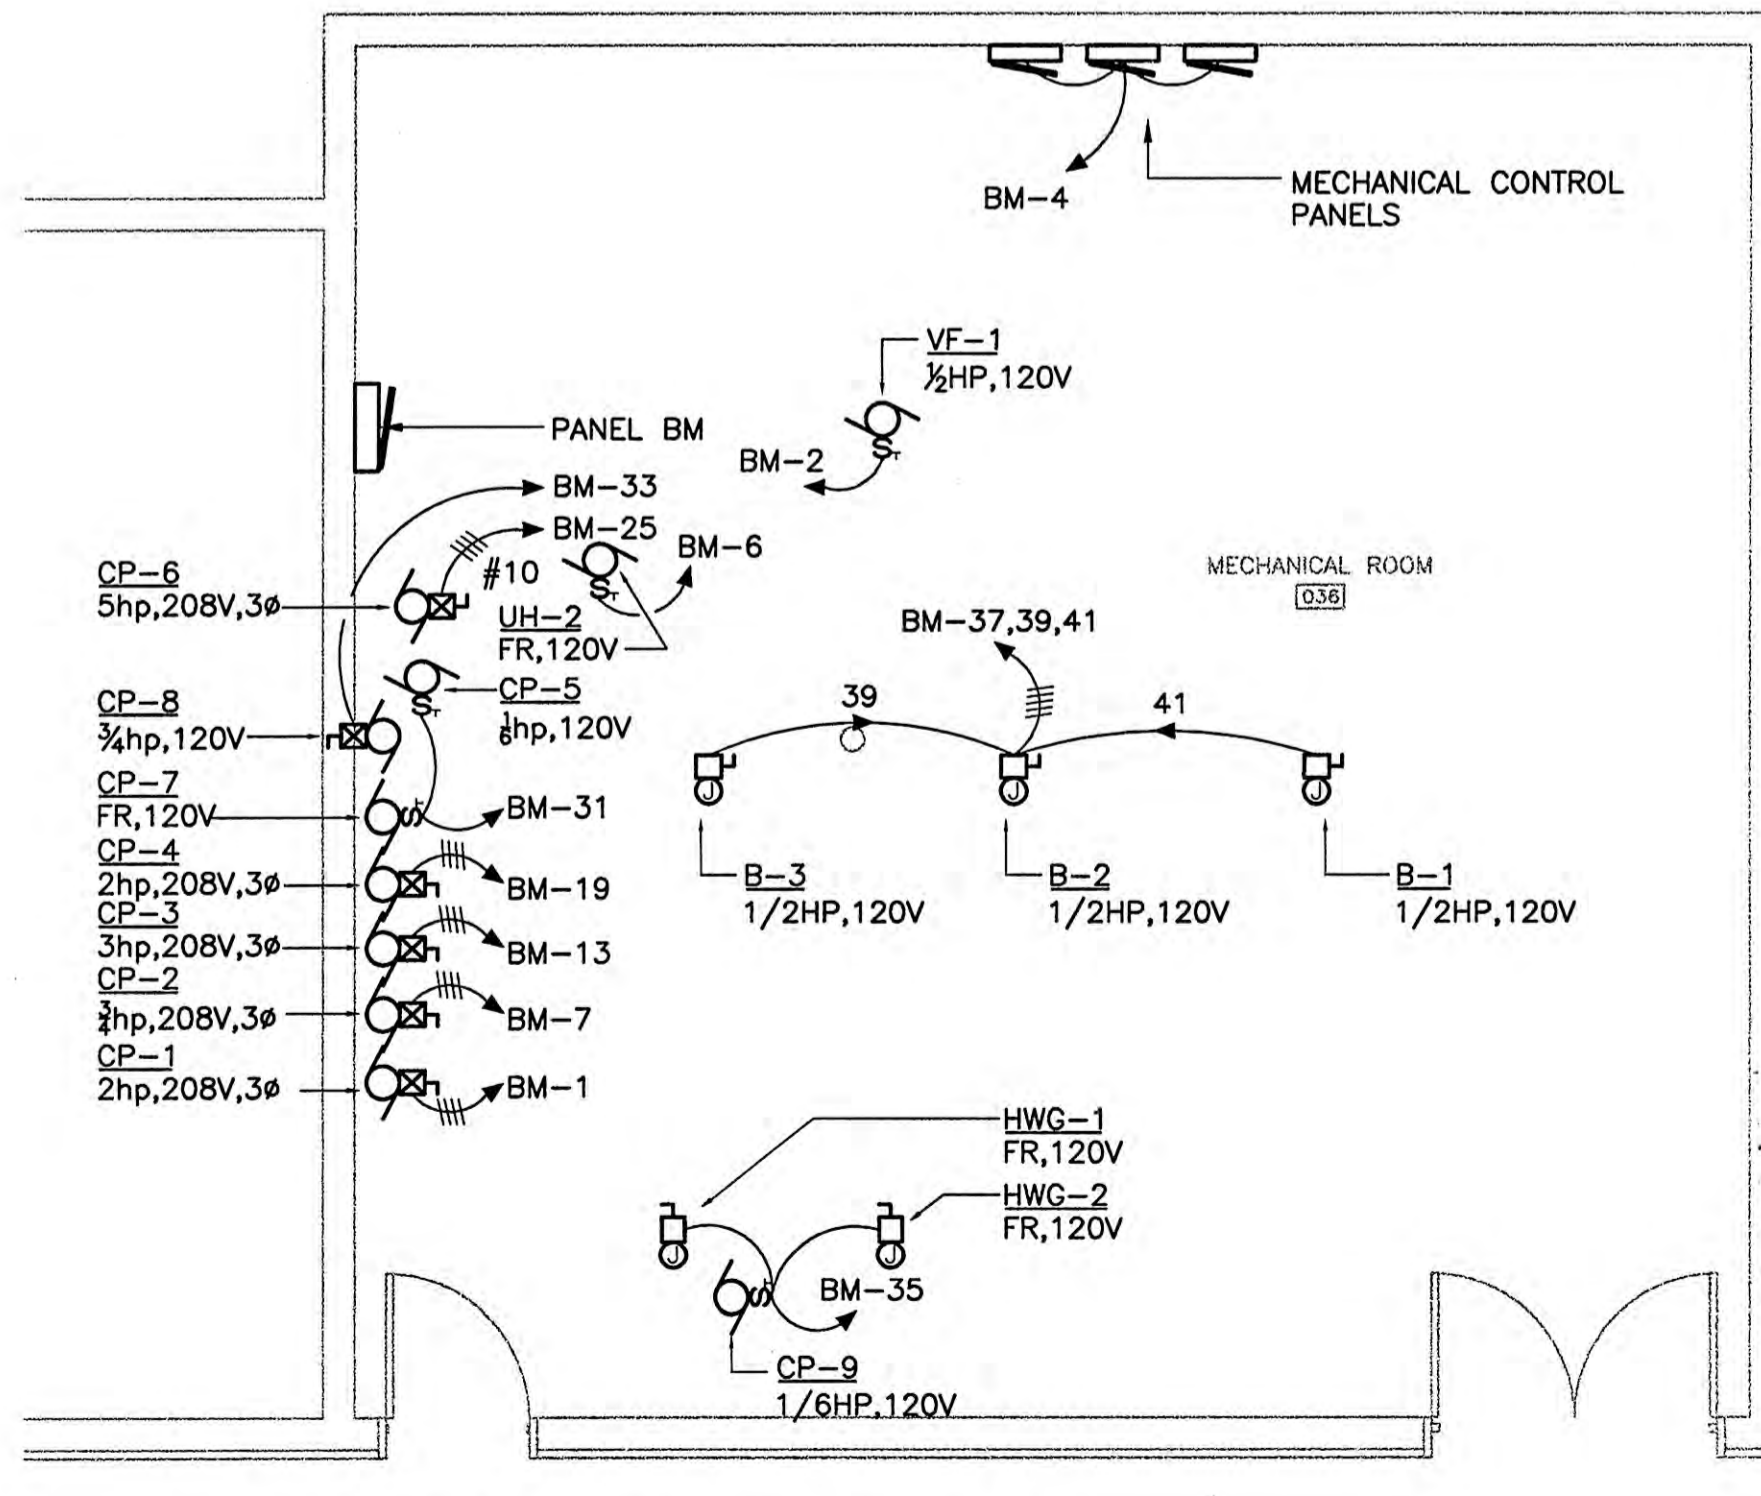 BM-4
MECHANICAL CONTROL
PANELS
VF-1
½HP,120V
PANEL BM
BM-2
BM-33
BM-25
BM-6
#10
CP-6
5hp,208V,3ø
UH-2
FR,120V
MECHANICAL ROOM
036
BM-37,39,41
CP-5
⅙hp,120V
CP-8
¾hp,120V
39
41
CP-7
FR,120V
BM-31
CP-4
2hp,208V,3ø
BM-19
CP-3
3hp,208V,3ø
BM-13
CP-2
¾hp,208V,3ø
BM-7
CP-1
2hp,208V,3ø
BM-1
S
T
S
T
S
T
S
T
S
T
J
J
J
B-3
1/2HP,120V
B-2
1/2HP,120V
B-1
1/2HP,120V
HWG-1
FR,120V
HWG-2
FR,120V
J
J
BM-35
CP-9
1/6HP,120V